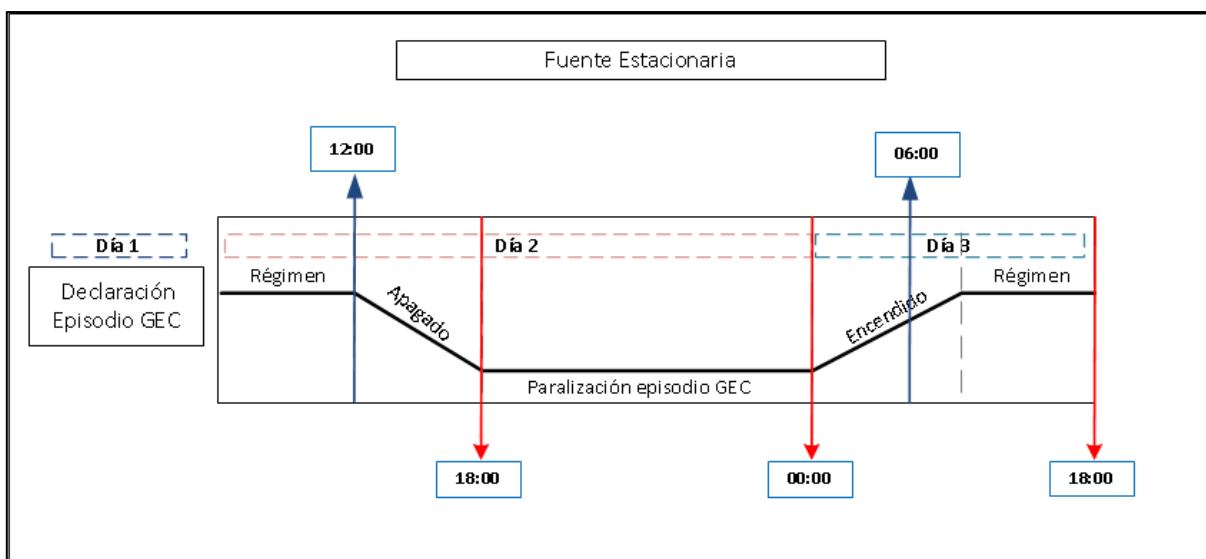 Fuente Estacionaria
12:00
06:00
Día 1
Día 2
Día 3
Declaración
Episodio GEC
Régimen
Apagado
Encendido
Régimen
Paralización episodio GEC
18:00
00:00
18:00